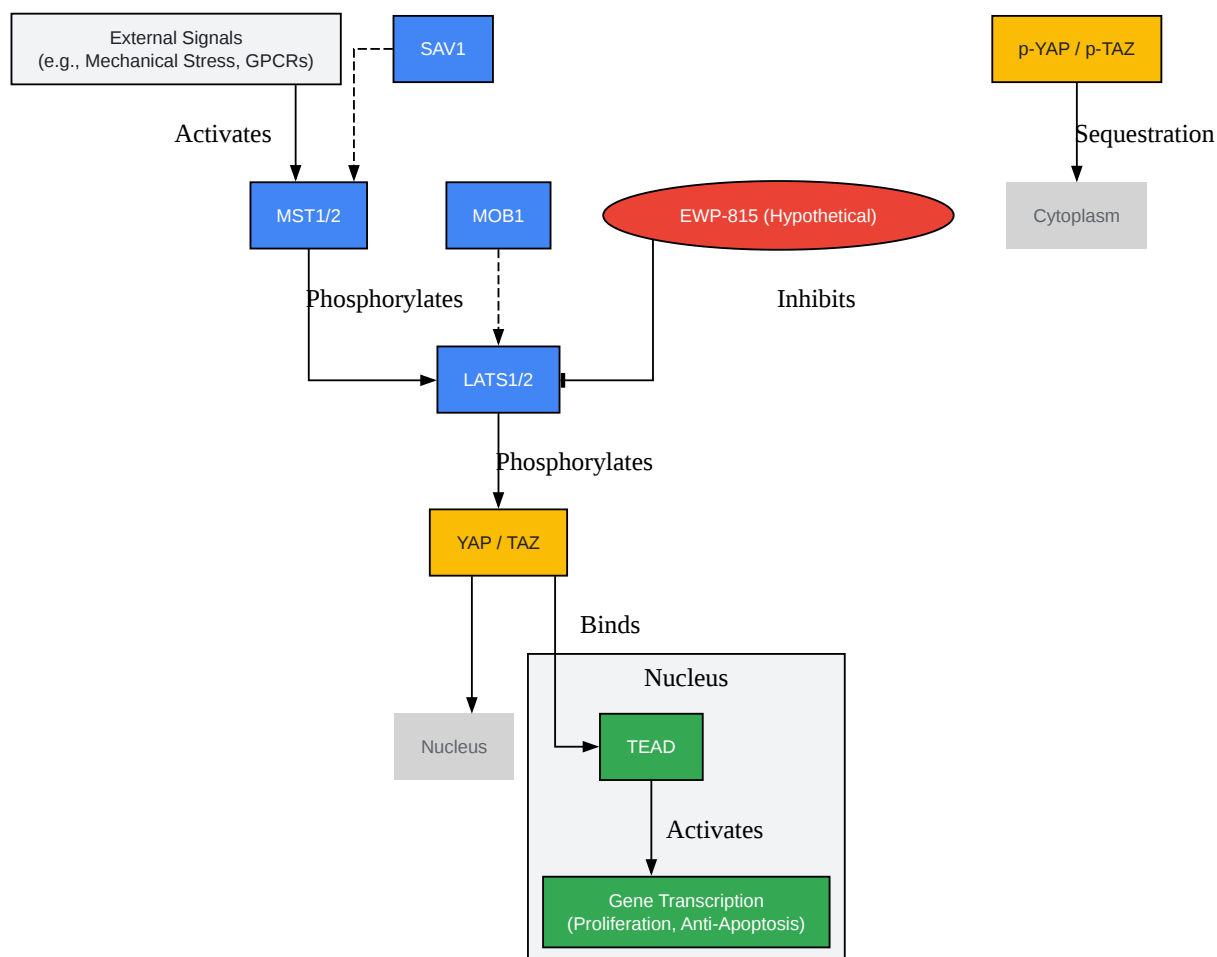 External Signals
(e.g., Mechanical Stress, GPCRs)
SAV1
p-YAP / p-TAZ
Activates
Sequestration
MST1/2
MOB1
EWP-815 (Hypothetical)
Cytoplasm
Phosphorylates
Inhibits
LATS1/2
Phosphorylates
YAP / TAZ
Binds
Nucleus
Nucleus
TEAD
Activates
Gene Transcription
(Proliferation, Anti-Apoptosis)